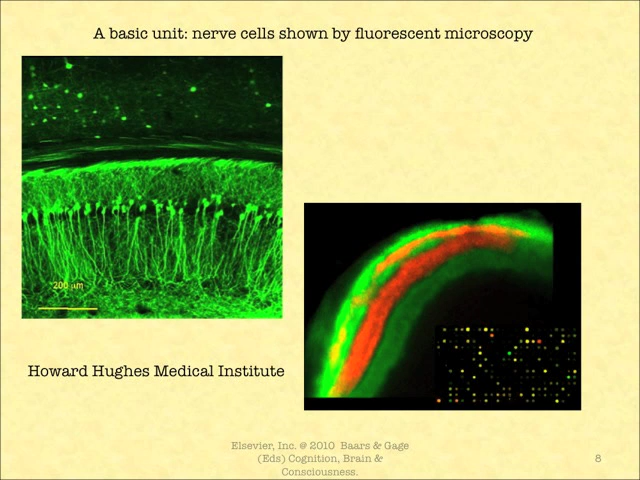 A basic unit: nerve cells shown by fluorescent microscopy
200 µm
Howard Hughes Medical Institute
Elsevier, Inc. @ 2010 Baars & Gage
(Eds) Cognition, Brain &
Consciousness.
8